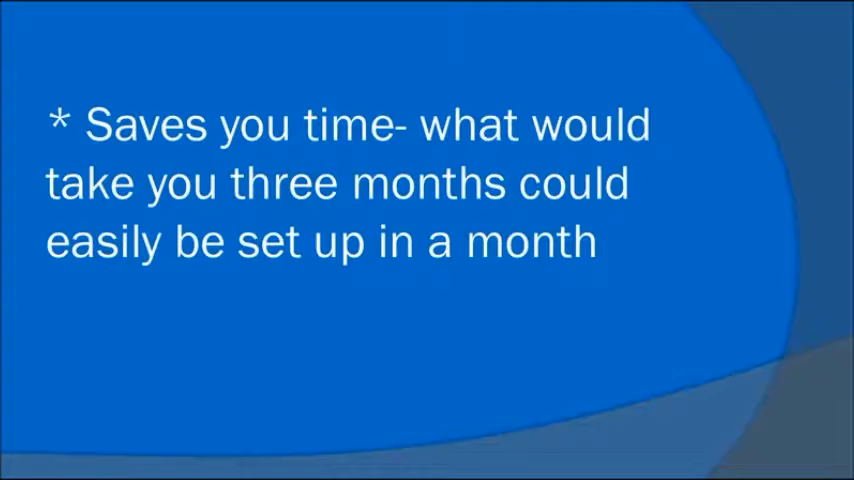 * Saves you time- what would
take you three months could
easily be set up in a month